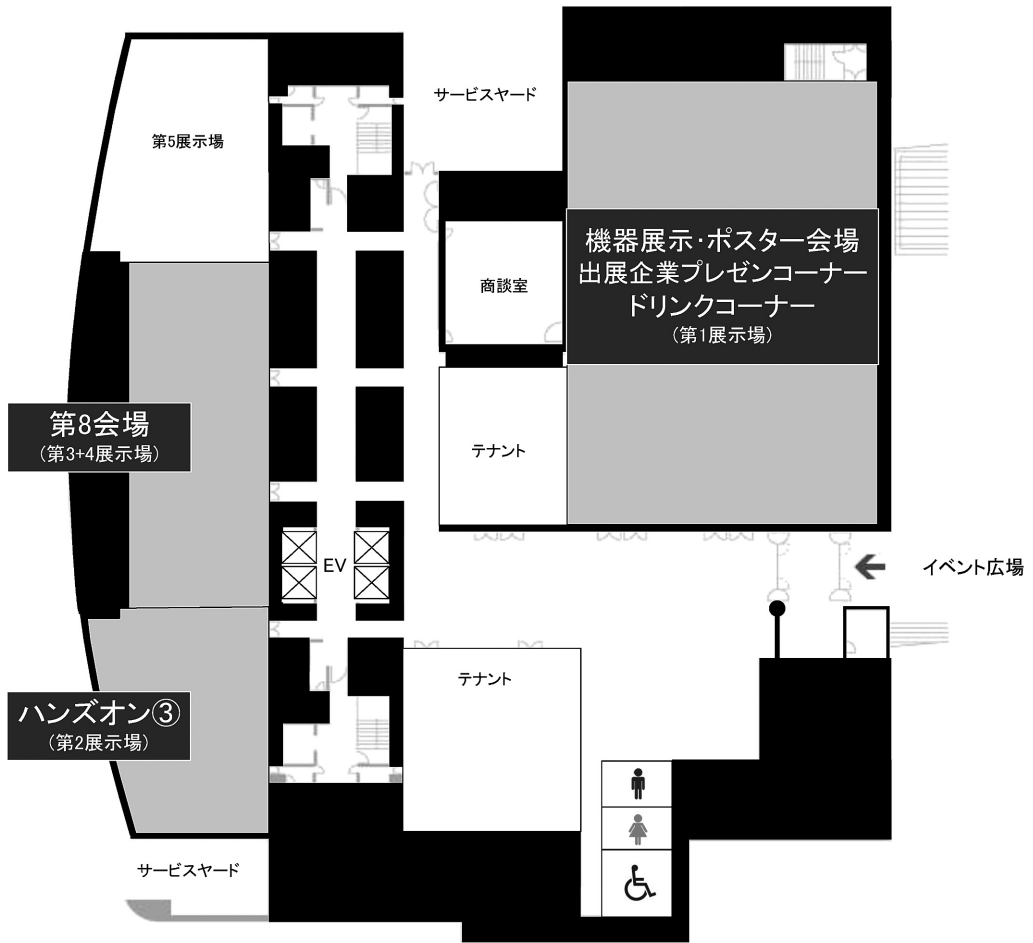 サービスヤード
第5展示場
機器展示・ポスター会場
出展企業プレゼンコーナー
ドリンクコーナー
(第1展示場)
商談室
第8会場
(第3+4展示場)
テナント
EV
イベント広場
テナント
ハンズオン③
(第2展示場)
サービスヤード